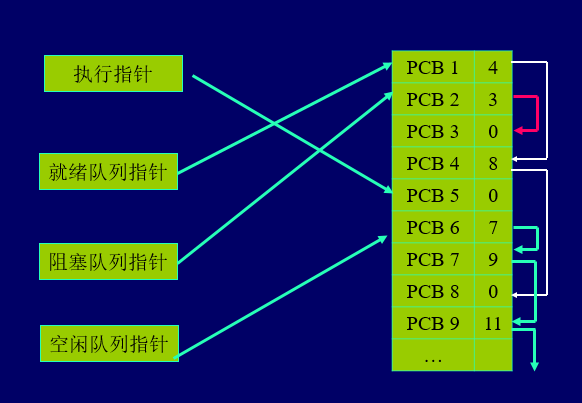 执行指针
就绪队列指针
阻塞队列指针
空闲队列指针
PCB 1 4
PCB 2 3
PCB 3 0
PCB 4 8
PCB 5 0
PCB 6 7
PCB 7 9
PCB 8 0
PCB 9 11
…